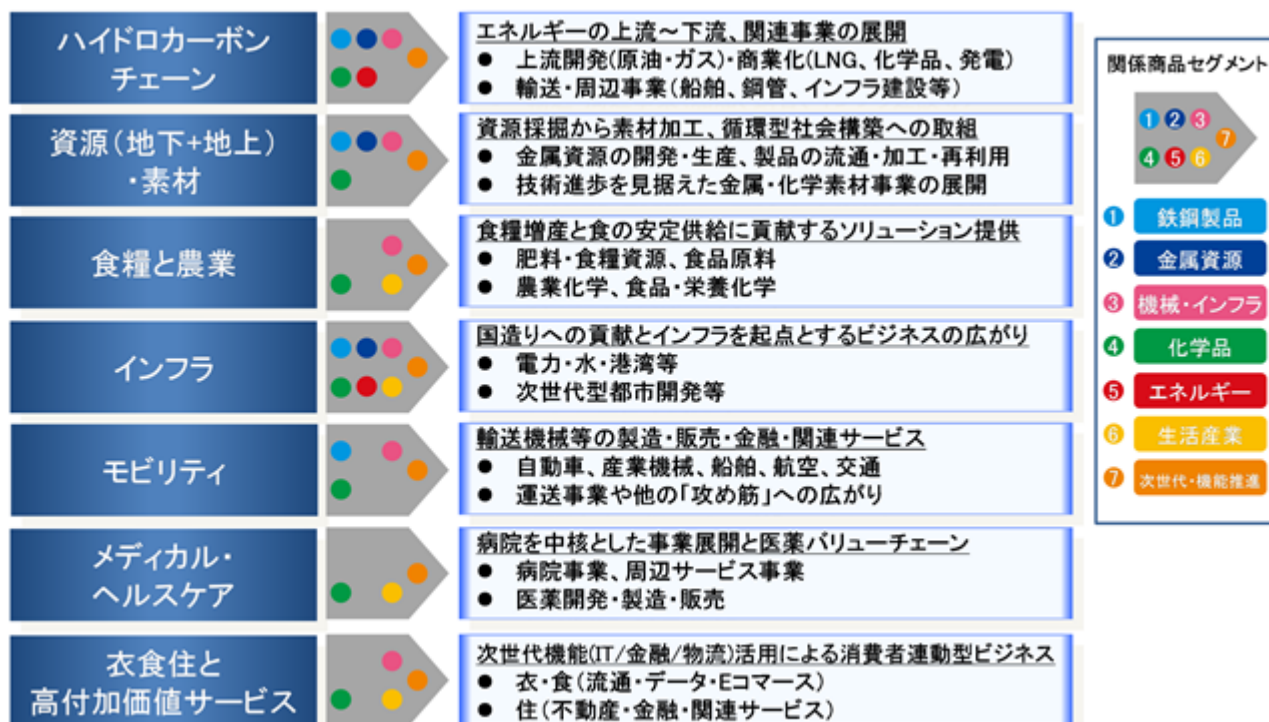 ハイドロカーボン
チェーン
エネルギーの上流～下流、関連事業の展開
● 上流開発(原油・ガス)・商業化(LNG、化学品、発電)
● 輸送・周辺事業(船舶、鋼管、インフラ建設等)
資源(地下+地上)
・素材
資源採掘から素材加工、循環型社会構築への取組
● 金属資源の開発・生産、製品の流通・加工・再利用
● 技術進歩を見据えた金属・化学素材事業の展開
食糧と農業
食糧増産と食の安定供給に貢献するソリューション提供
● 肥料・食糧資源、食品原料
● 農業化学、食品・栄養化学
インフラ
国造りへの貢献とインフラを起点とするビジネスの広がり
● 電力・水・港湾等
● 次世代型都市開発等
モビリティ
輸送機械等の製造・販売・金融・関連サービス
● 自動車、産業機械、船舶、航空、交通
● 運送事業や他の「攻め筋」への広がり
メディカル・
ヘルスケア
病院を中核とした事業展開と医薬バリューチェーン
● 病院事業、周辺サービス事業
● 医薬開発・製造・販売
衣食住と
高付加価値サービス
次世代機能(IT/金融/物流)活用による消費者連動型ビジネス
● 衣・食(流通・データ・Eコマース)
● 住(不動産・金融・関連サービス)
関係商品セグメント
1 2 3
7
4 5 6
1 鉄鋼製品
2 金属資源
3 機械・インフラ
4 化学品
5 エネルギー
6 生活産業
7 次世代・機能推進